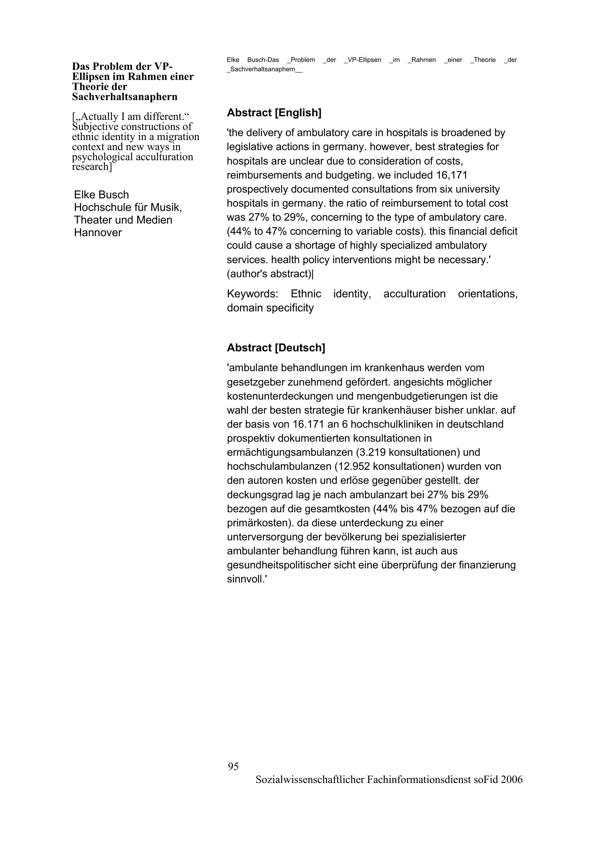 Das Problem der VP-
Ellipsen im Rahmen einer
Theorie der
Sachverhaltsanaphern
[„Actually I am different.“
Subjective constructions of
ethnic identity in a migration
context and new ways in
psychological acculturation
research]
Elke Busch
Hochschule für Musik,
Theater und Medien
Hannover
Elke Busch-Das _Problem _der _VP-Ellipsen _im _Rahmen _einer _Theorie _der
_Sachverhaltsanaphern__
Abstract [English]
'the delivery of ambulatory care in hospitals is broadened by
legislative actions in germany. however, best strategies for
hospitals are unclear due to consideration of costs,
reimbursements and budgeting. we included 16,171
prospectively documented consultations from six university
hospitals in germany. the ratio of reimbursement to total cost
was 27% to 29%, concerning to the type of ambulatory care.
(44% to 47% concerning to variable costs). this financial deficit
could cause a shortage of highly specialized ambulatory
services. health policy interventions might be necessary.'
(author's abstract)|
Keywords: Ethnic identity, acculturation orientations,
domain specificity
Abstract [Deutsch]
'ambulante behandlungen im krankenhaus werden vom
gesetzgeber zunehmend gefördert. angesichts möglicher
kostenunterdeckungen und mengenbudgetierungen ist die
wahl der besten strategie für krankenhäuser bisher unklar. auf
der basis von 16.171 an 6 hochschulkliniken in deutschland
prospektiv dokumentierten konsultationen in
ermächtigungsambulanzen (3.219 konsultationen) und
hochschulambulanzen (12.952 konsultationen) wurden von
den autoren kosten und erlöse gegenüber gestellt. der
deckungsgrad lag je nach ambulanzart bei 27% bis 29%
bezogen auf die gesamtkosten (44% bis 47% bezogen auf die
primärkosten). da diese unterdeckung zu einer
unterversorgung der bevölkerung bei spezialisierter
ambulanter behandlung führen kann, ist auch aus
gesundheitspolitischer sicht eine überprüfung der finanzierung
sinnvoll.'
95
Sozialwissenschaftlicher Fachinformationsdienst soFid 2006